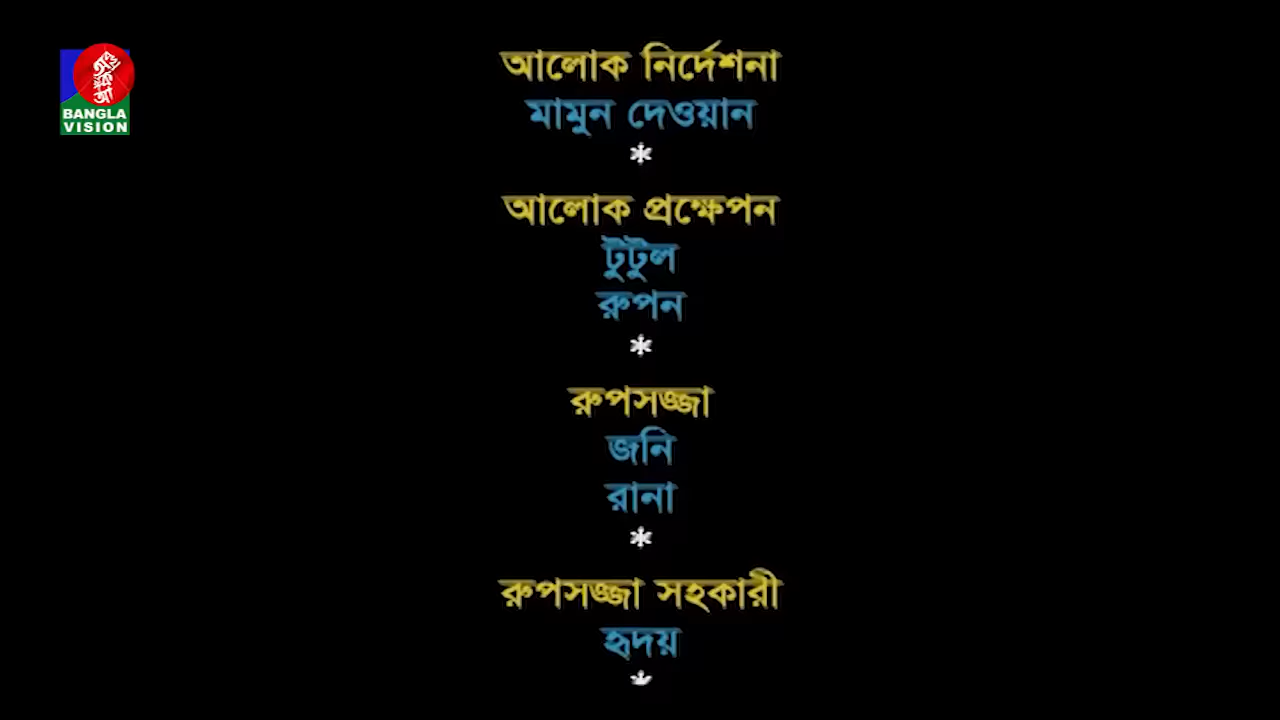 BANGLA
VISION
আলোক নির্দেশনা
মামুন দেওয়ান
*
আলোক প্রক্ষেপন
টুটুল
রুপন
*
রুপসজ্জা
জনি
রানা
*
রুপসজ্জা সহকারী
হৃদয়